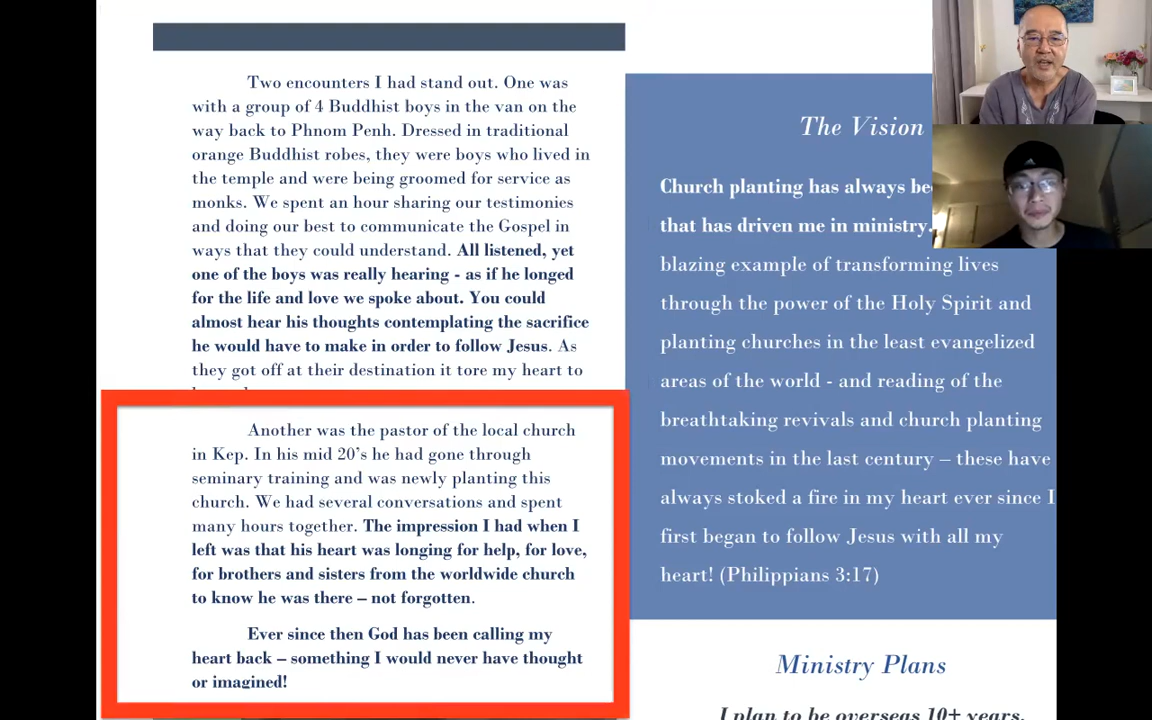 Two encounters I had stand out. One was
with a group of 4 Buddhist boys in the van on the
way back to Phnom Penh. Dressed in traditional
orange Buddhist robes, they were boys who lived in
the temple and were being groomed for service as
monks. We spent an hour sharing our testimonies
and doing our best to communicate the Gospel in
ways that they could understand. All listened, yet
one of the boys was really hearing - as if he longed
for the life and love we spoke about. You could
almost hear his thoughts contemplating the sacrifice
he would have to make in order to follow Jesus. As
they got off at their destination it tore my heart to
Another was the pastor of the local church
in Kep. In his mid 20’s he had gone through
seminary training and was newly planting this
church. We had several conversations and spent
many hours together. The impression I had when I
left was that his heart was longing for help, for love,
for brothers and sisters from the worldwide church
to know he was there – not forgotten.
Ever since then God has been calling my
heart back – something I would never have thought
or imagined!
The Vision
Church planting has always
that has driven me in ministry.
blazing example of transforming lives
through the power of the Holy Spirit and
planting churches in the least evangelized
areas of the world - and reading of the
breathtaking revivals and church planting
movements in the last century – these have
always stoked a fire in my heart ever since I
first began to follow Jesus with all my
heart! (Philippians 3:17)
Ministry Plans
I plan to be overseas 10+ years,